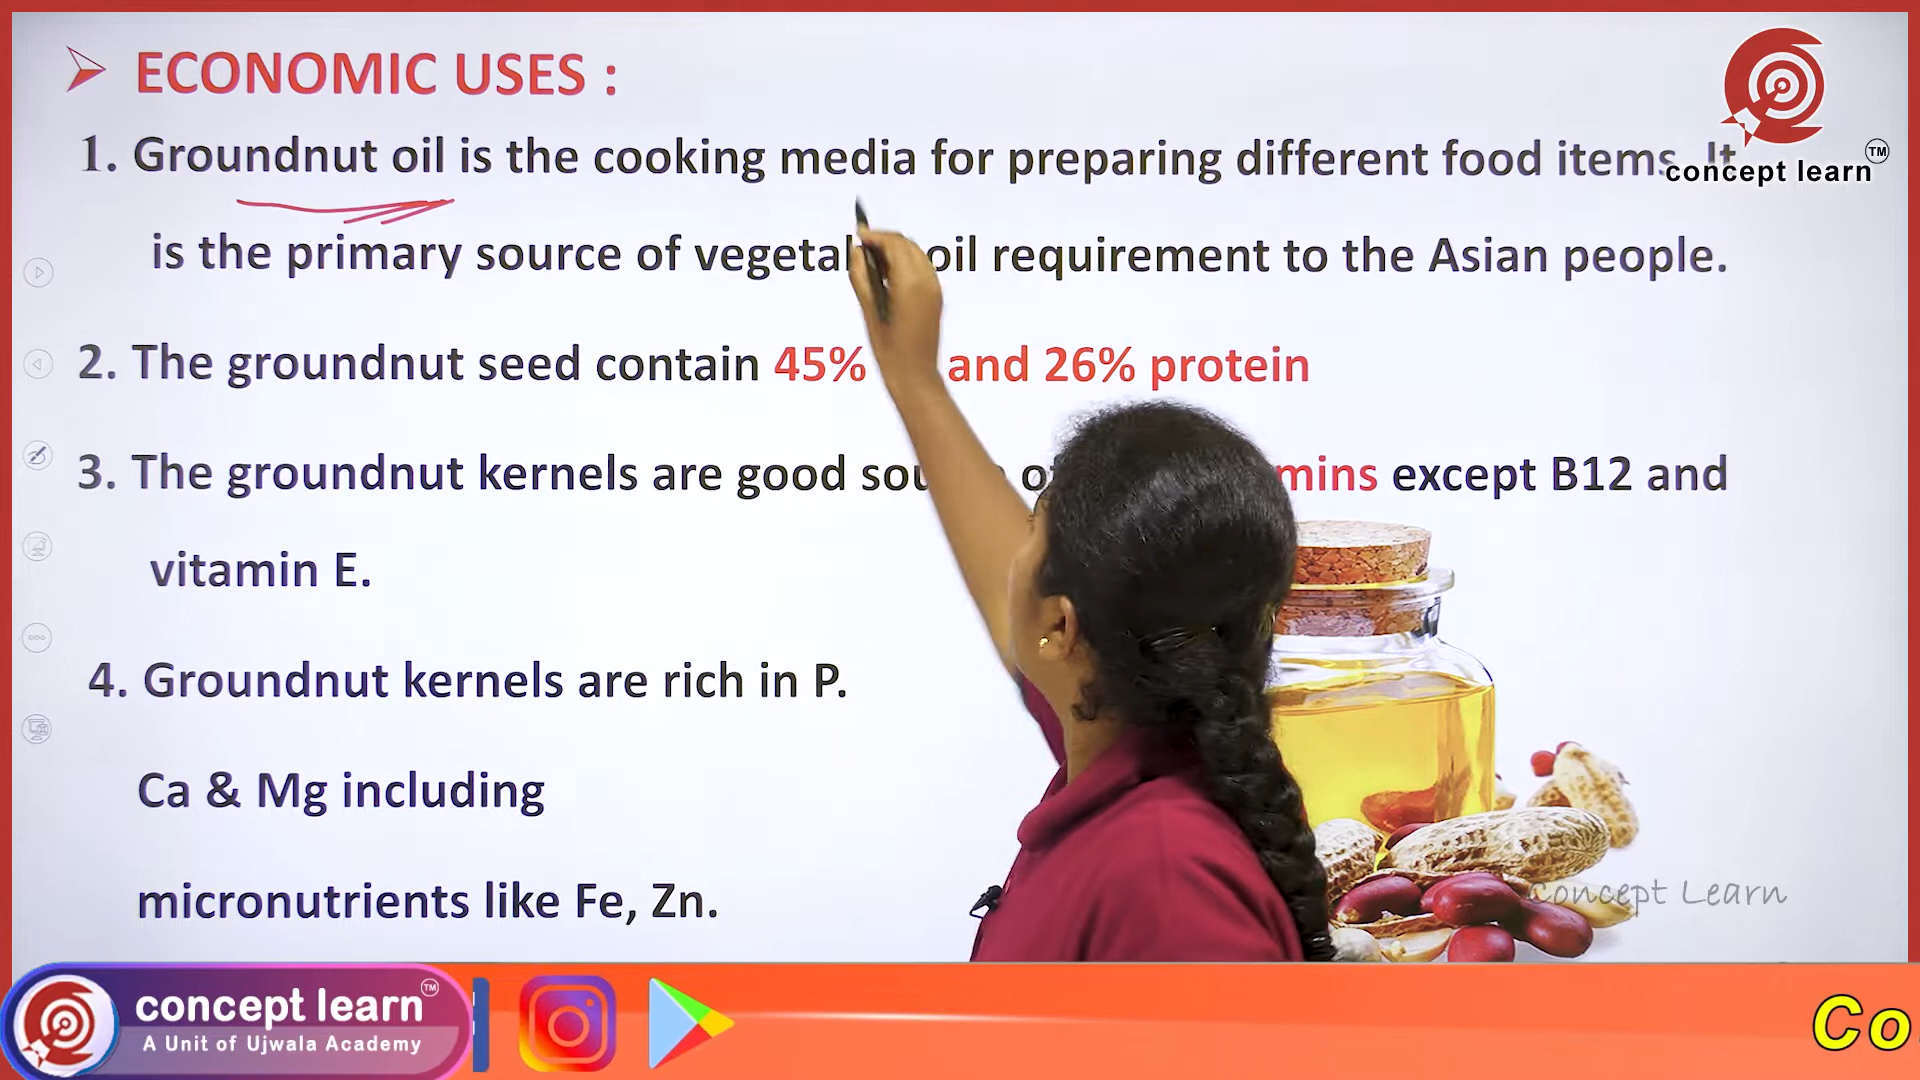 ECONOMIC USES :
1. Groundnut oil is the cooking media for preparing different food items. It
is the primary source of oil requirement to the Asian people.
2. The groundnut seed contain 45% and 26% protein
3. The groundnut kernels are good except B12 and
vitamin E.
4. Groundnut kernels are rich in P.
Ca & Mg including
micronutrients like Fe, Zn.
concept learn TM
Concept Learn
concept learn TM
A Unit of Ujwala Academy
Co